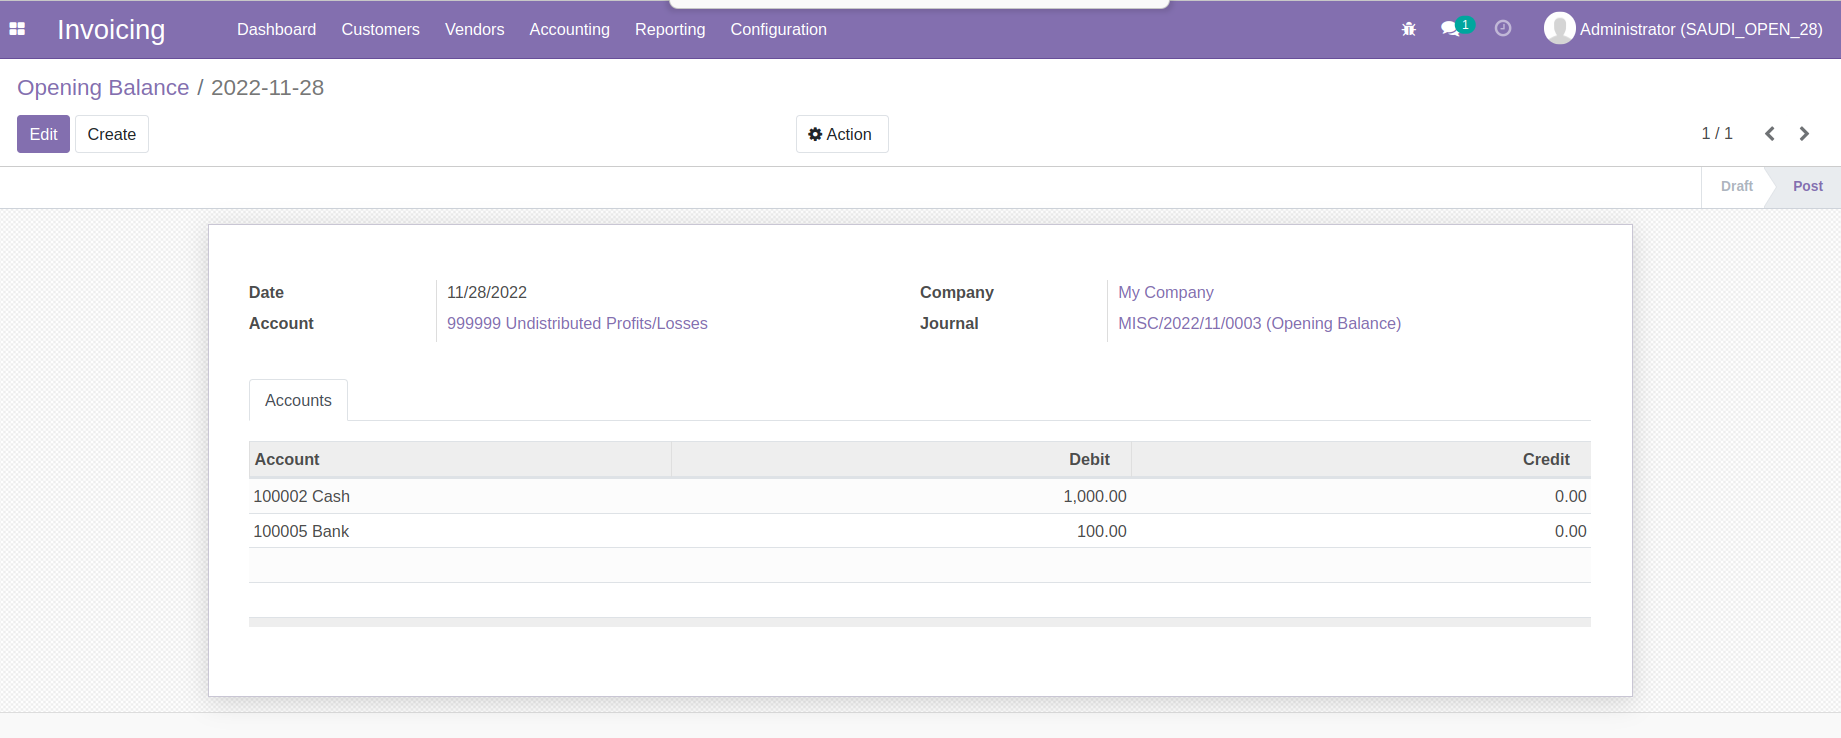 Invoicing Dashboard Customers Vendors Accounting Reporting Configuration 1 Administrator (SAUDI_OPEN_28)
Opening Balance / 2022-11-28
Edit Create Action 1 / 1
Draft Post
Date 11/28/2022 Company My Company
Account 999999 Undistributed Profits/Losses Journal MISC/2022/11/0003 (Opening Balance)
Accounts
Account Debit Credit
100002 Cash 1,000.00 0.00
100005 Bank 100.00 0.00